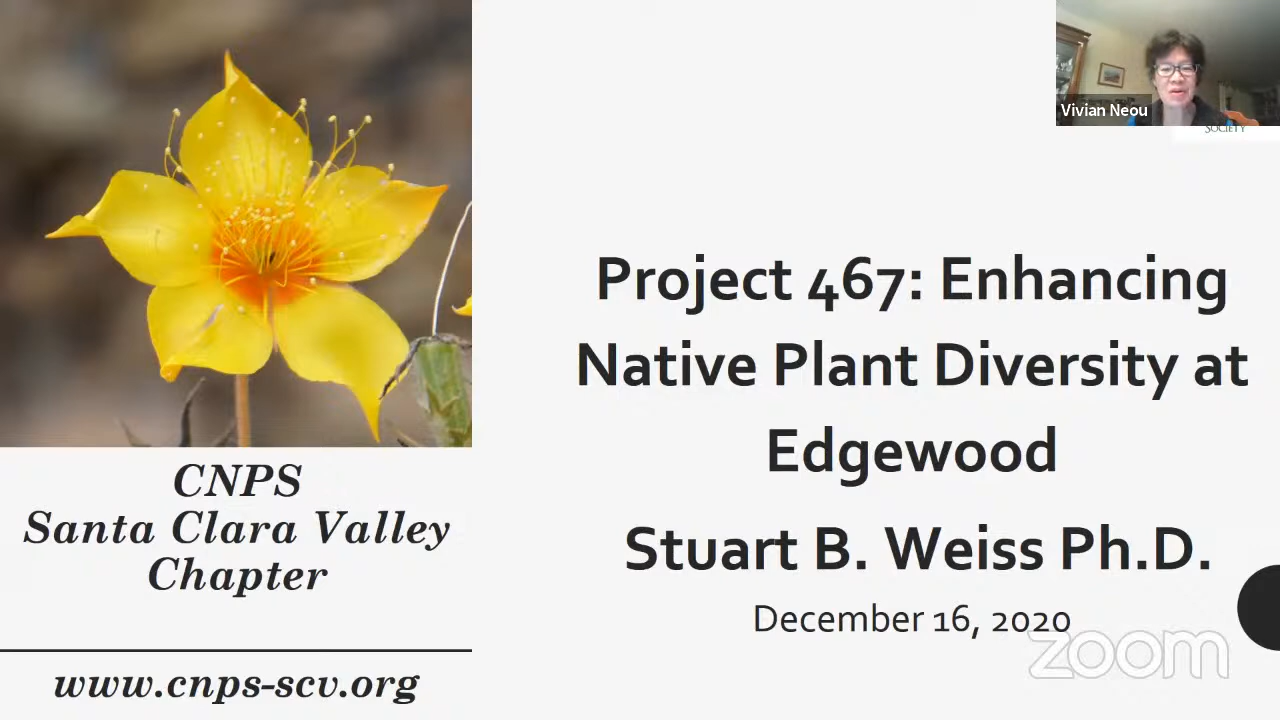 Vivian Neou
SOCIETY
Project 467: Enhancing
Native Plant Diversity at
Edgewood
Stuart B. Weiss Ph.D.
December 16, 2020
zoom
CNPS
Santa Clara Valley
Chapter
www.cnps-scv.org